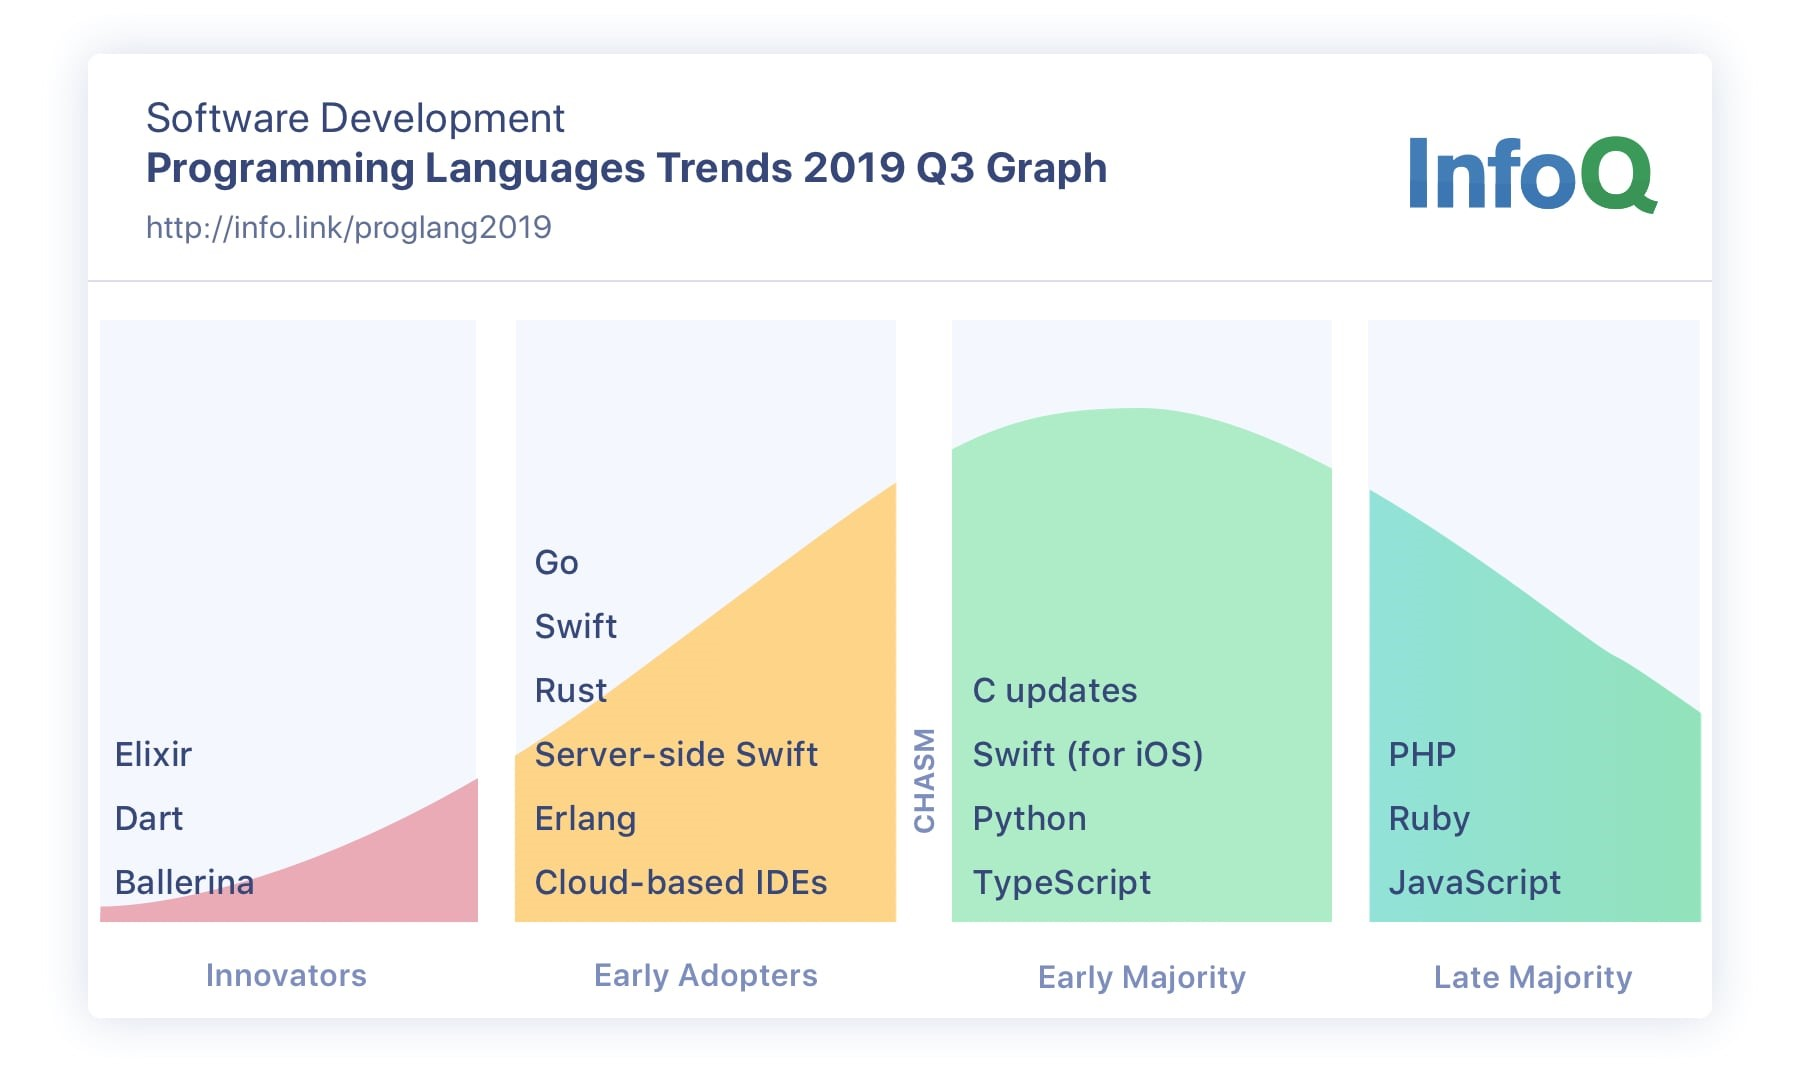 Software Development
Programming Languages Trends 2019 Q3 Graph
http://info.link/proglang2019
InfoQ
Elixir
Dart
Ballerina
Innovators
Go
Swift
Rust
Server-side Swift
Erlang
Cloud-based IDEs
Early Adopters
CHASM
C updates
Swift (for iOS)
Python
TypeScript
Early Majority
PHP
Ruby
JavaScript
Late Majority